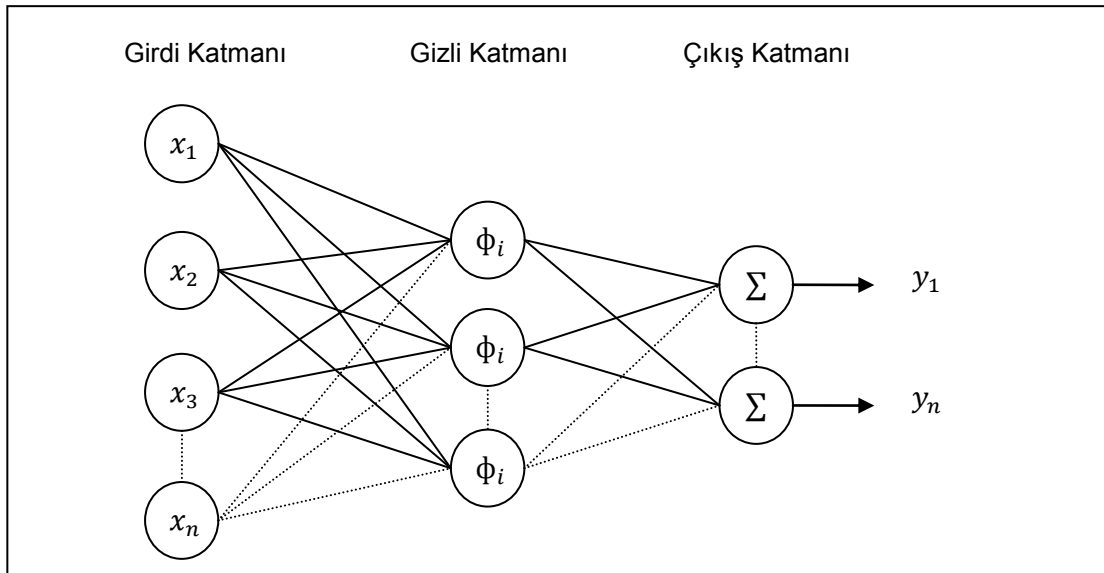 Girdi Katmanı Gizli Katmanı Çıkış Katmanı
x₁
x₂
x₃
xₙ
ϕᵢ
ϕᵢ
ϕᵢ
Σ
Σ
y₁
yₙ